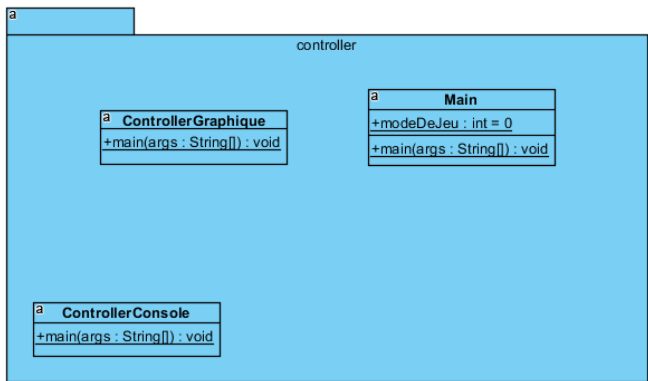 a
controller
a
ControllerGraphique
+main(args : String[]) : void
a
Main
+modeDeJeu : int = 0
+main(args : String[]) : void
a
ControllerConsole
+main(args : String[]) : void